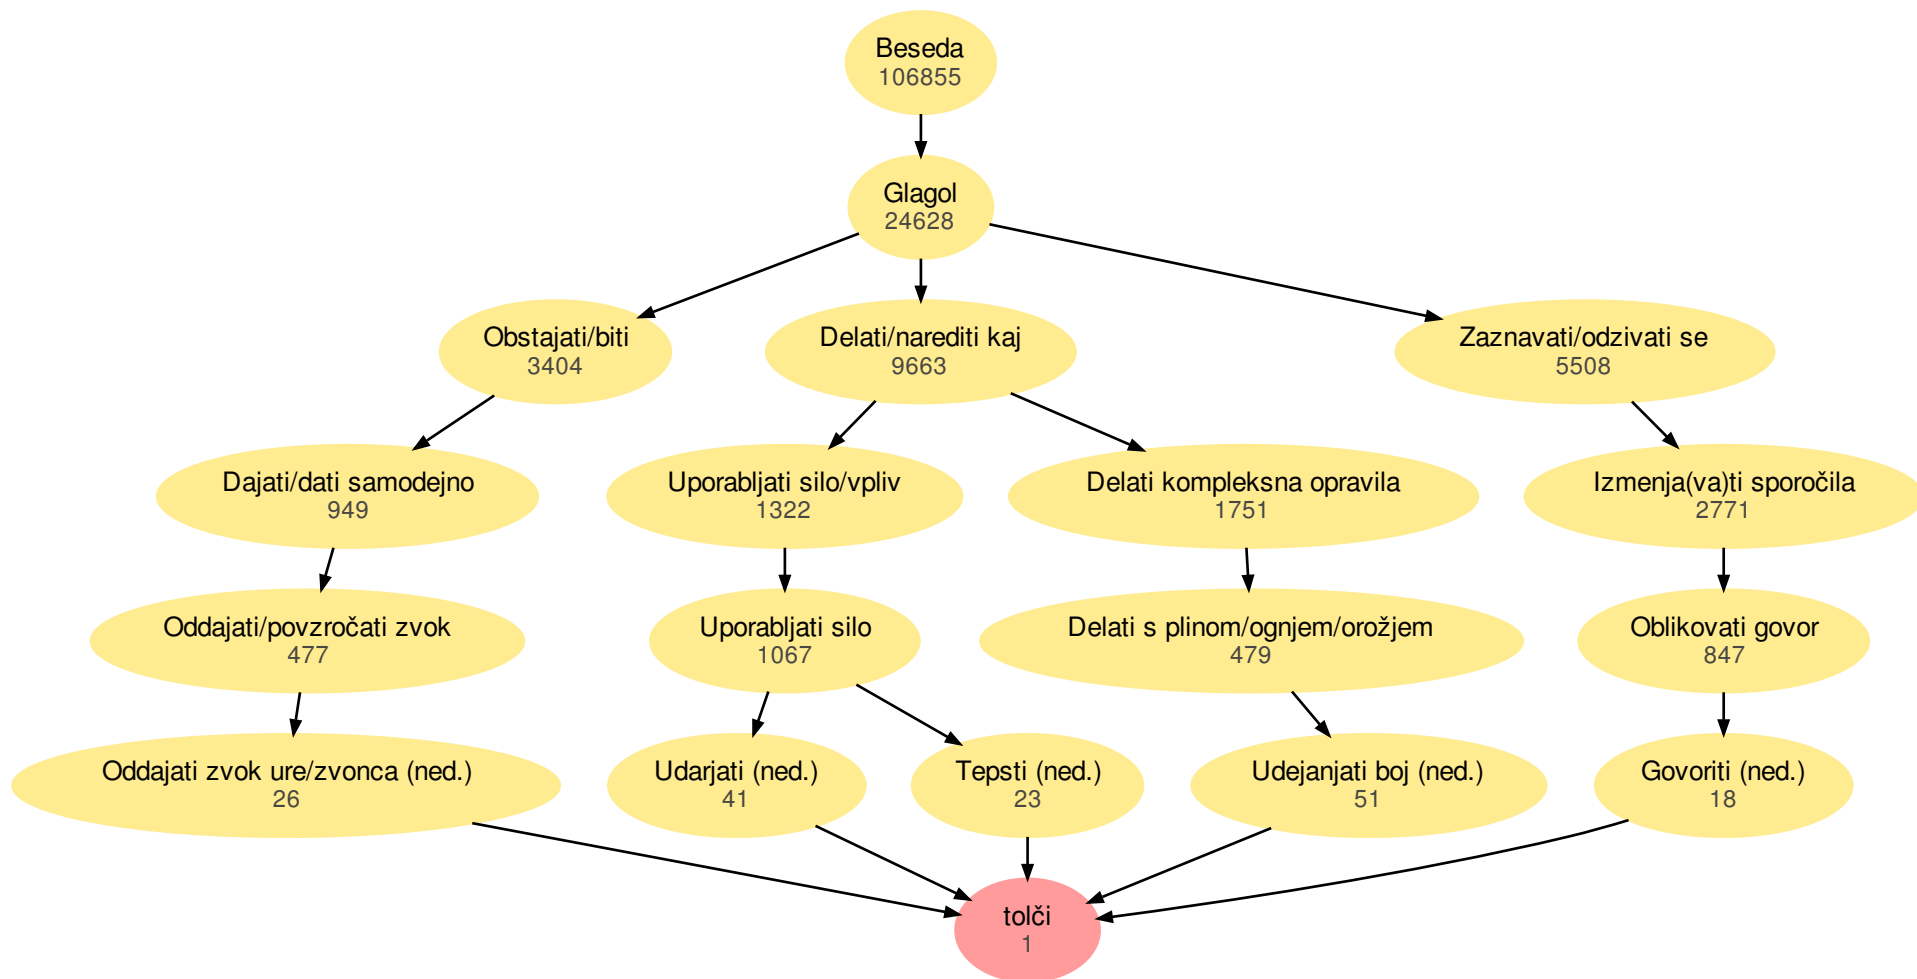 Beseda
106855
Glagol
24628
Obstajati/biti
3404
Delati/narediti kaj
9663
Zaznavati/odzivati se
5508
Dajati/dati samodejno
949
Uporabljati silo/vpliv
1322
Delati kompleksna opravila
1751
Izmenja(va)ti sporočila
2771
Oddajati/povzročati zvok
477
Uporabljati silo
1067
Delati s plinom/ognjem/orožjem
479
Oblikovati govor
847
Oddajati zvok ure/zvonca (ned.)
26
Udarjati (ned.)
41
Tepsti (ned.)
23
Udejanjati boj (ned.)
51
Govoriti (ned.)
18
tolči
1